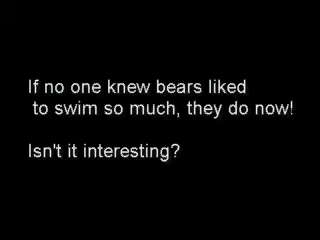 If no one knew bears liked
to swim so much, they do now!
Isn't it interesting?